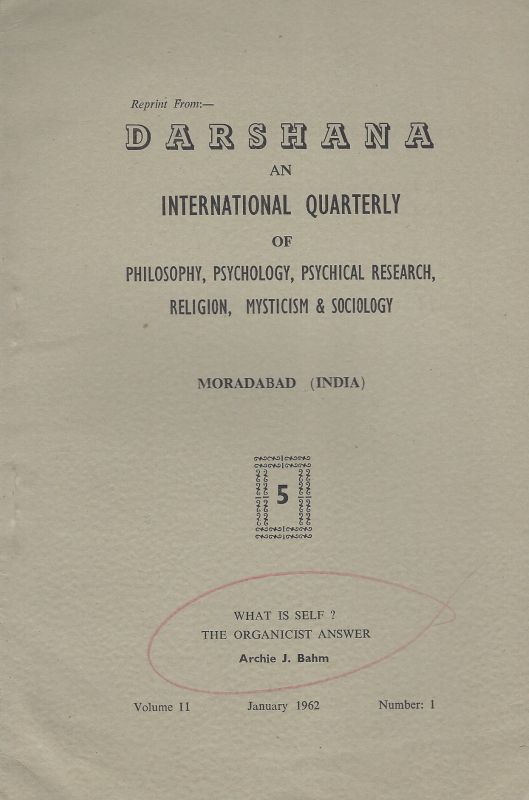 Reprint From:—
DARSHANA
AN
INTERNATIONAL QUARTERLY
OF
PHILOSOPHY, PSYCHOLOGY, PSYCHICAL RESEARCH,
RELIGION, MYSTICISM & SOCIOLOGY
MORADABAD (INDIA)
5
WHAT IS SELF ?
THE ORGANICIST ANSWER
Archie J. Bahm
Volume II January 1962 Number: 1